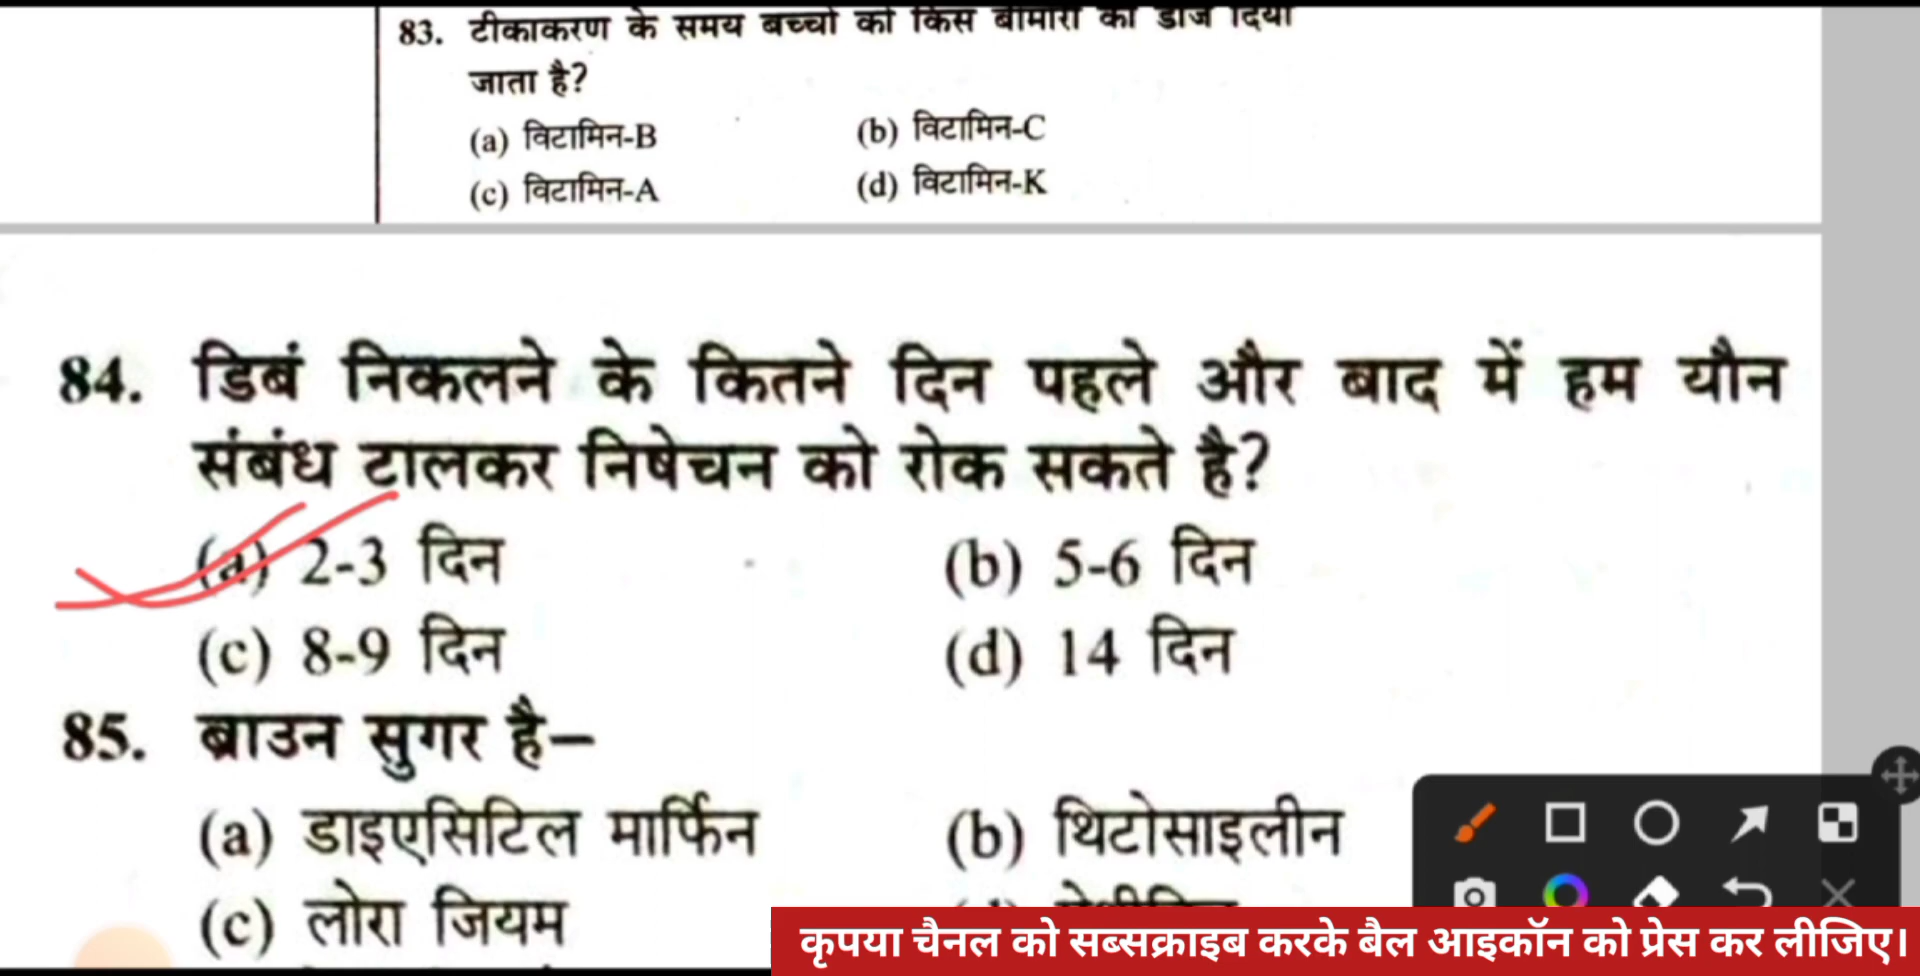 83. टीकाकरण के समय बच्चों को किस बीमारी का डोज दिया
जाता है?
(a) विटामिन-B (b) विटामिन-C
(c) विटामिन-A (d) विटामिन-K
84. डिबं निकलने के कितने दिन पहले और बाद में हम यौन
संबंध टालकर निषेचन को रोक सकते है?
(a) 2-3 दिन (b) 5-6 दिन
(c) 8-9 दिन (d) 14 दिन
85. ब्राउन सुगर है–
(a) डाइएसिटिल मार्फिन (b) थिटोसाइलीन
(c) लोरा जियम
कृपया चैनल को सब्सक्राइब करके बैल आइकॉन को प्रेस कर लीजिए।